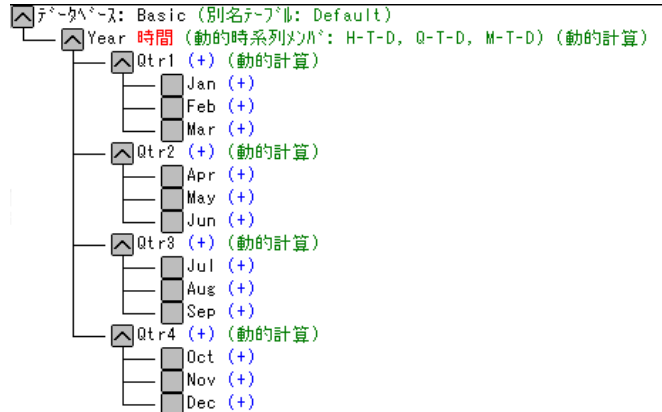 ﾃﾞｰﾀﾍﾞｰｽ: Basic (別名ﾃｰﾌﾞﾙ: Default)
Year 時間 (動的時系列ﾒﾝﾊﾞ: H-T-D, Q-T-D, M-T-D) (動的計算)
Qtr1 (+) (動的計算)
Jan (+)
Feb (+)
Mar (+)
Qtr2 (+) (動的計算)
Apr (+)
May (+)
Jun (+)
Qtr3 (+) (動的計算)
Jul (+)
Aug (+)
Sep (+)
Qtr4 (+) (動的計算)
Oct (+)
Nov (+)
Dec (+)